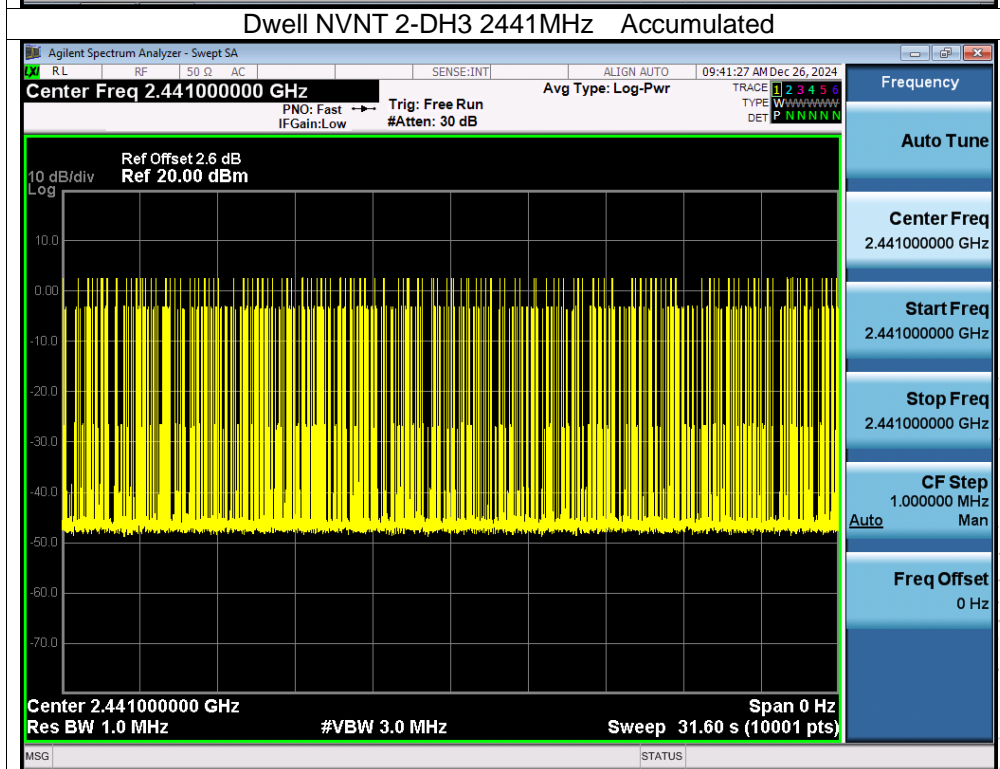 Dwell NVNT 2-DH3 2441MHz Accumulated
Agilent Spectrum Analyzer - Swept SA
LXI RL RF 50 Ω AC SENSE:INT ALIGN AUTO 09:41:27 AM Dec 26, 2024
Center Freq 2.441000000 GHz
PNO: Fast
IFGain:Low
Trig: Free Run
#Atten: 30 dB
Avg Type: Log-Pwr
TRACE 1 2 3 4 5 6
TYPE WWWWWW
DET P N N N N N
Ref Offset 2.6 dB
10 dB/div Ref 20.00 dBm
Log
10.0
0.00
-10.0
-20.0
-30.0
-40.0
-50.0
-60.0
-70.0
Center 2.441000000 GHz Span 0 Hz
Res BW 1.0 MHz #VBW 3.0 MHz Sweep 31.60 s (10001 pts)
MSG STATUS
Frequency
Auto Tune
Center Freq
2.441000000 GHz
Start Freq
2.441000000 GHz
Stop Freq
2.441000000 GHz
CF Step
1.000000 MHz
Auto Man
Freq Offset
0 Hz